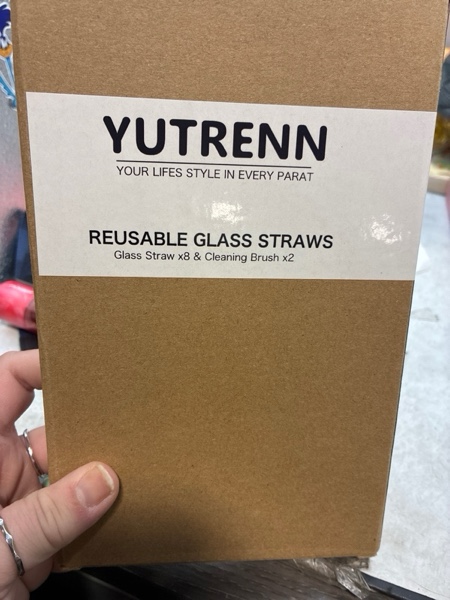 YUTRENN
YOUR LIFES STYLE IN EVERY PARAT
REUSABLE GLASS STRAWS
Glass Straw x8 & Cleaning Brush x2